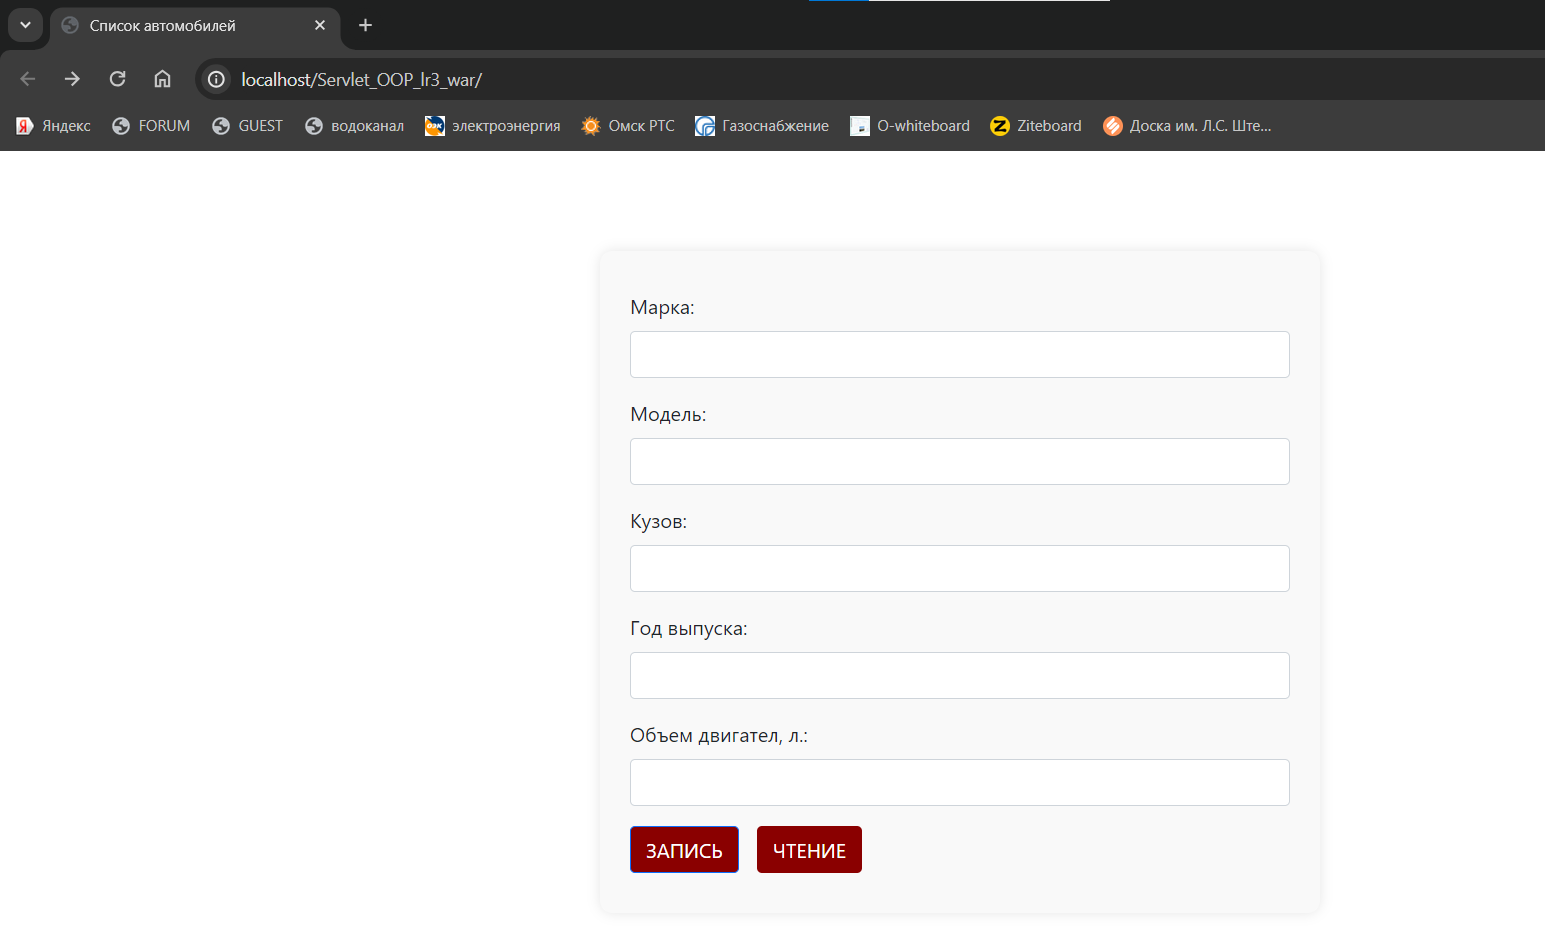 Список автомобилей
localhost/Servlet_OOP_lr3_war/
Яндекс FORUM GUEST водоканал ОЭК электроэнергия Омск РТС Газоснабжение O-whiteboard Ziteboard Доска им. Л.С. Ште...
Марка:
Модель:
Кузов:
Год выпуска:
Объем двигател, л.:
ЗАПИСЬ ЧТЕНИЕ